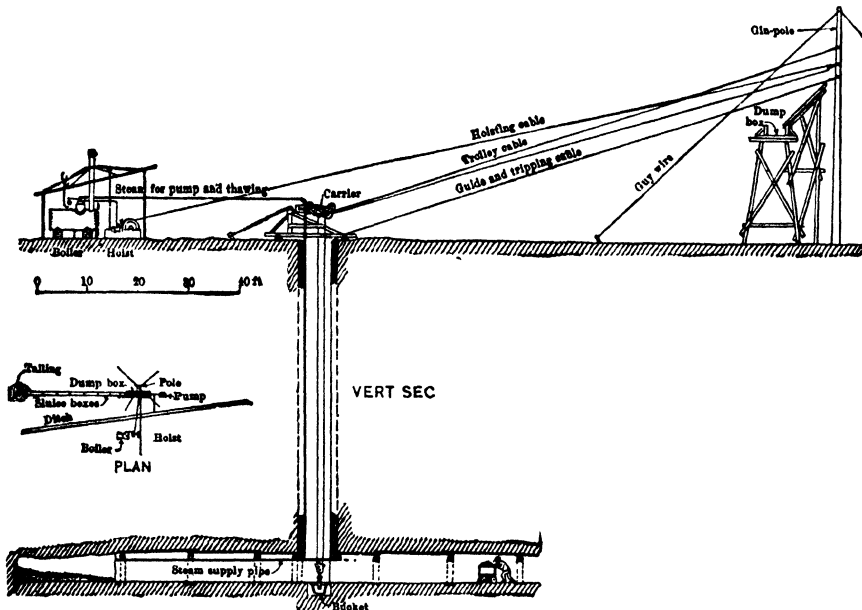 Gin-pole
Dump
box
Hoisting cable
Trolley cable
Guide and tripping cable
Guy wire
Steam for pump and thawing
Carrier
Boiler
Hoist
0 10 20 30 40 ft
Tailing
Dump box
Pole
Sluice boxes
Pump
Ditch
Boiler
Hoist
PLAN
VERT SEC
Steam supply pipe
Bucket